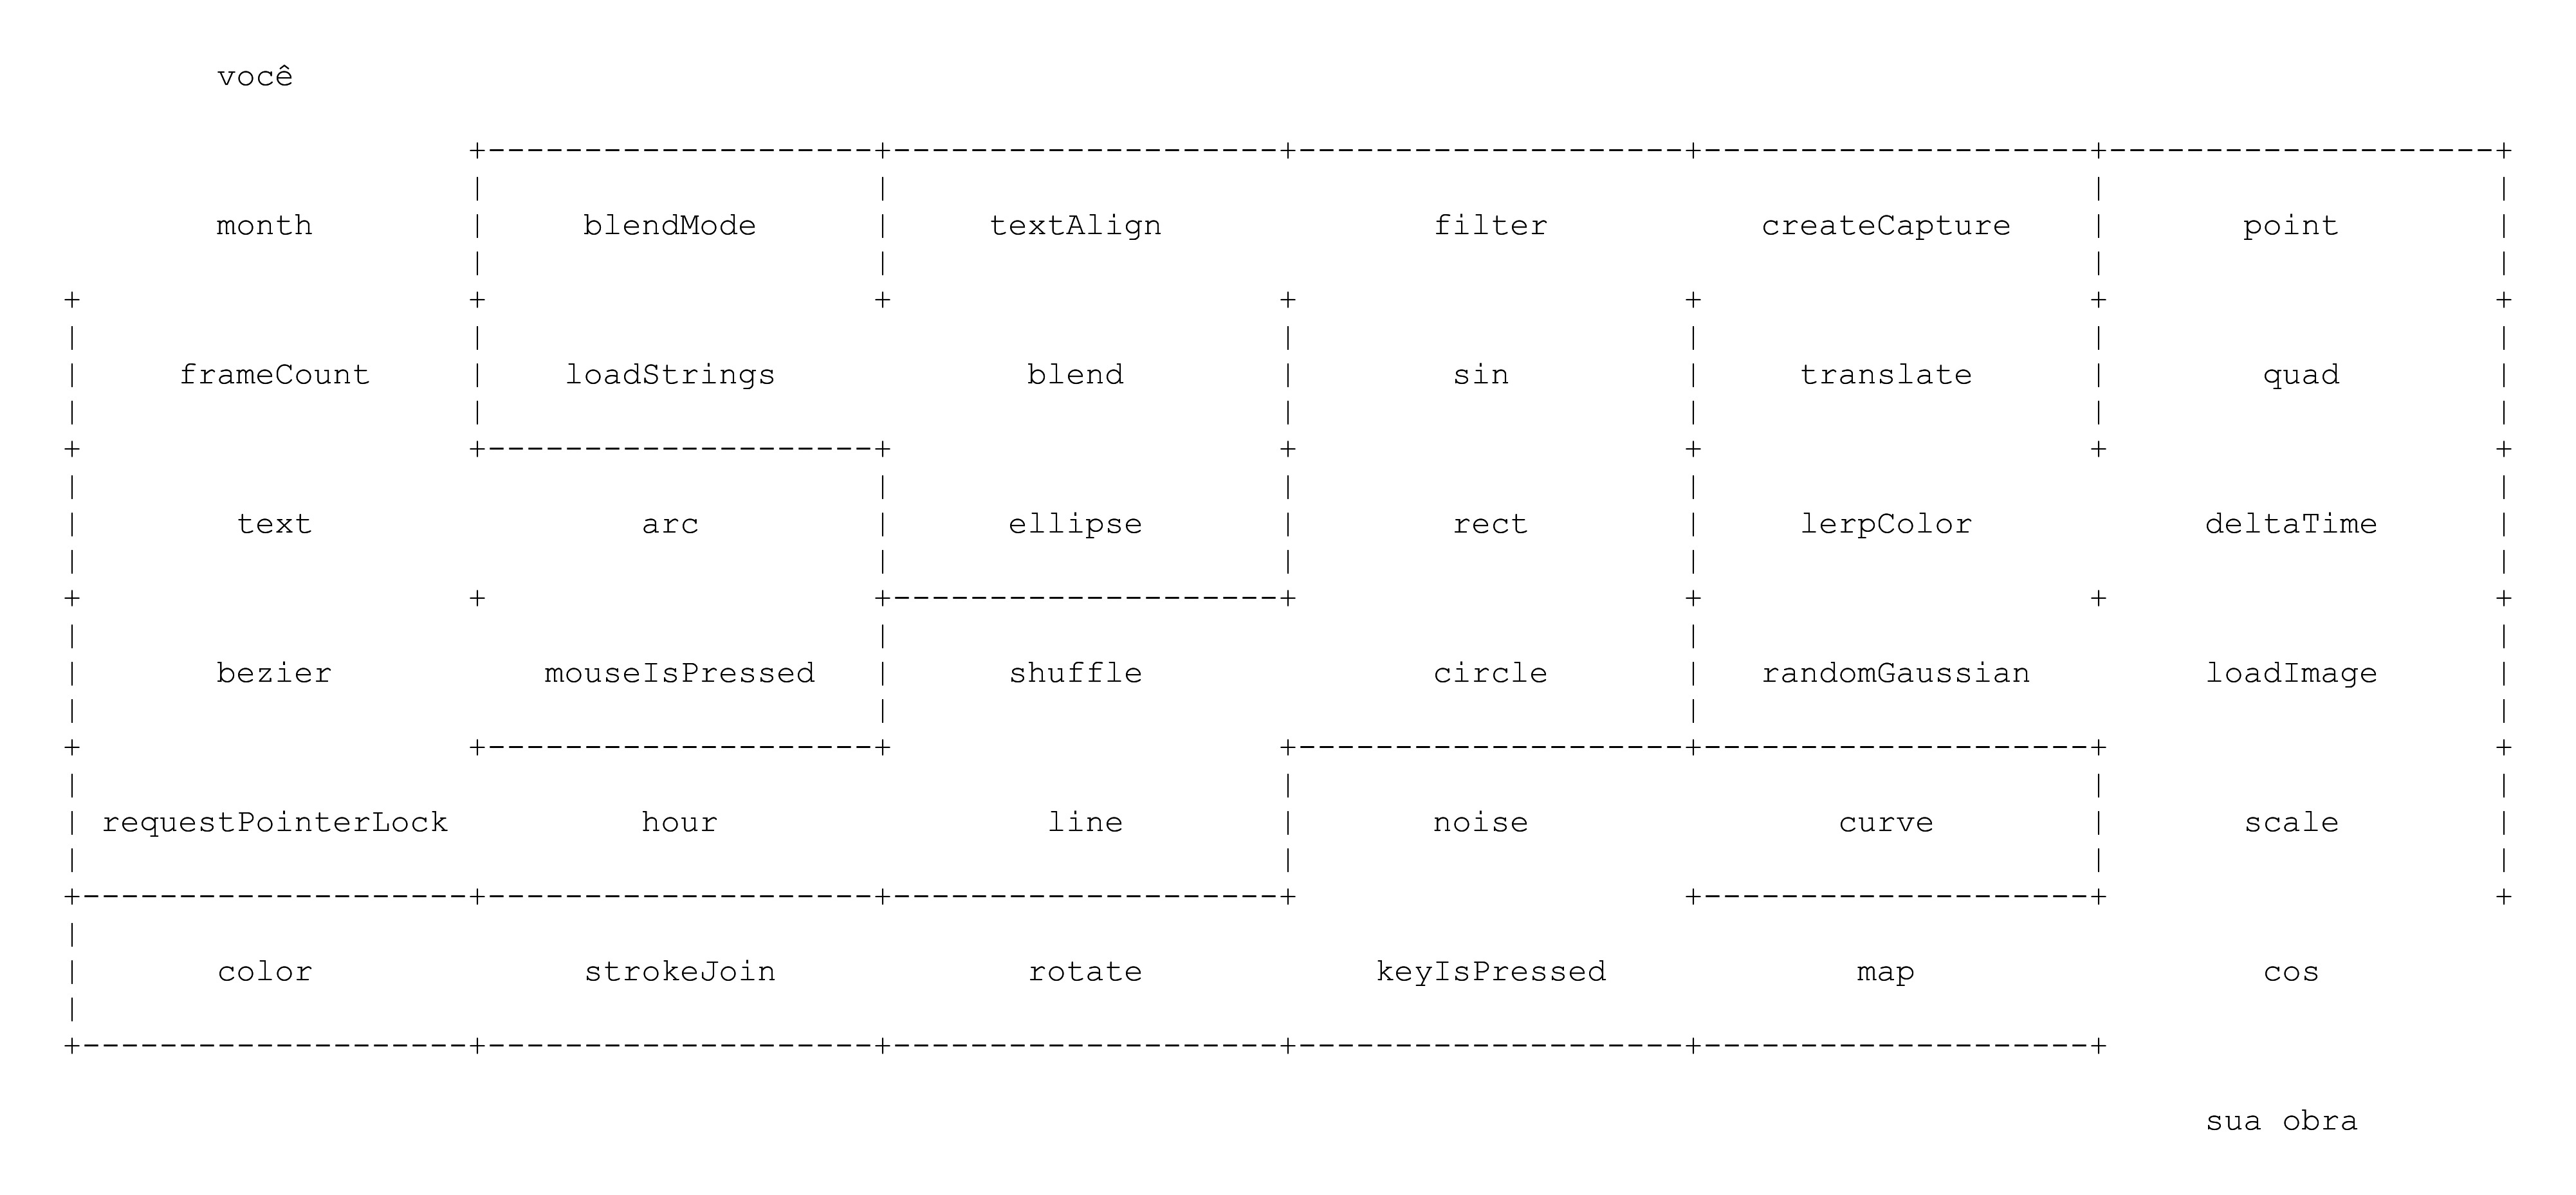 você
month blendMode textAlign filter createCapture point
frameCount loadStrings blend sin translate quad
text arc ellipse rect lerpColor deltaTime
bezier mouseIsPressed shuffle circle randomGaussian loadImage
requestPointerLock hour line noise curve scale
color strokeJoin rotate keyIsPressed map cos
sua obra